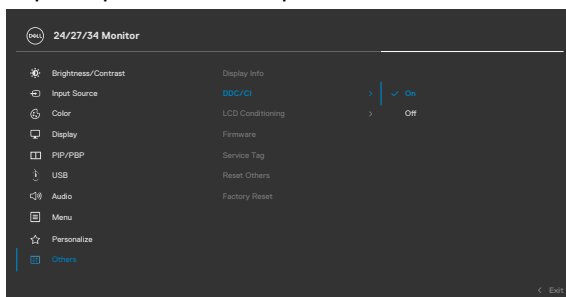 DELL 24/27/34 Monitor
Brightness/Contrast Display Info
Input Source DDC/CI > ✓ On
Color LCD Conditioning > Off
Display Firmware
PIP/PBP Service Tag
USB Reset Others
Audio Factory Reset
Menu
Personalize
Others
< Exit